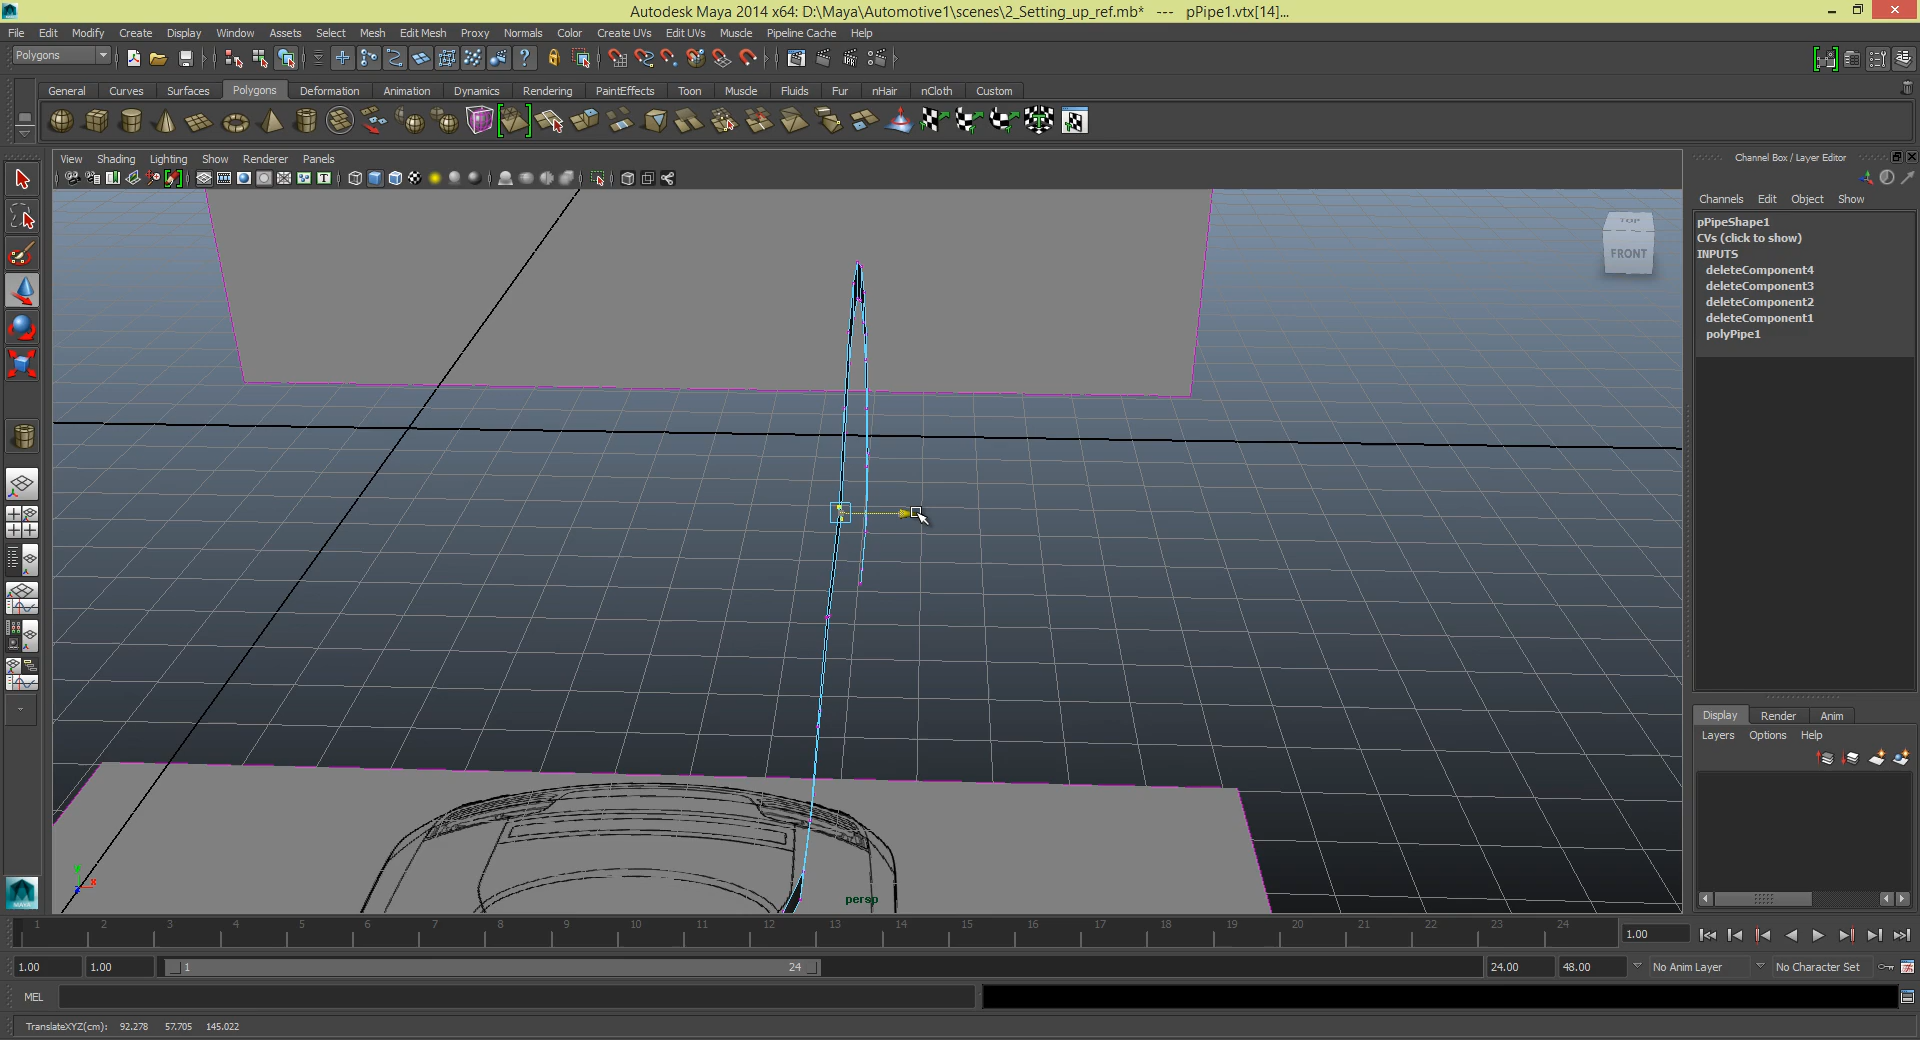 Autodesk Maya 2014 x64: D:\Maya\Automotive1\scenes\2_Setting_up_ref.mb*   ---   pPipe1.vtx[14]...
File Edit Modify Create Display Window Assets Select Mesh Edit Mesh Proxy Normals Color Create UVs Edit UVs Muscle Pipeline Cache Help
Polygons
General Curves Surfaces Polygons Deformation Animation Dynamics Rendering PaintEffects Toon Muscle Fluids Fur nHair nCloth Custom
View Shading Lighting Show Renderer Panels
Channel Box / Layer Editor
Channels Edit Object Show
pPipeShape1
CVs (click to show)
INPUTS
deleteComponent4
deleteComponent3
deleteComponent2
deleteComponent1
polyPipe1
TOP
FRONT
persp
Display Render Anim
Layers Options Help
1 2 3 4 5 6 7 8 9 10 11 12 13 14 15 16 17 18 19 20 21 22 23 24
1.00
1.00 1.00 1 24 24.00 48.00 No Anim Layer No Character Set
MEL
TranslateXYZ(cm): 92.278 57.705 145.022